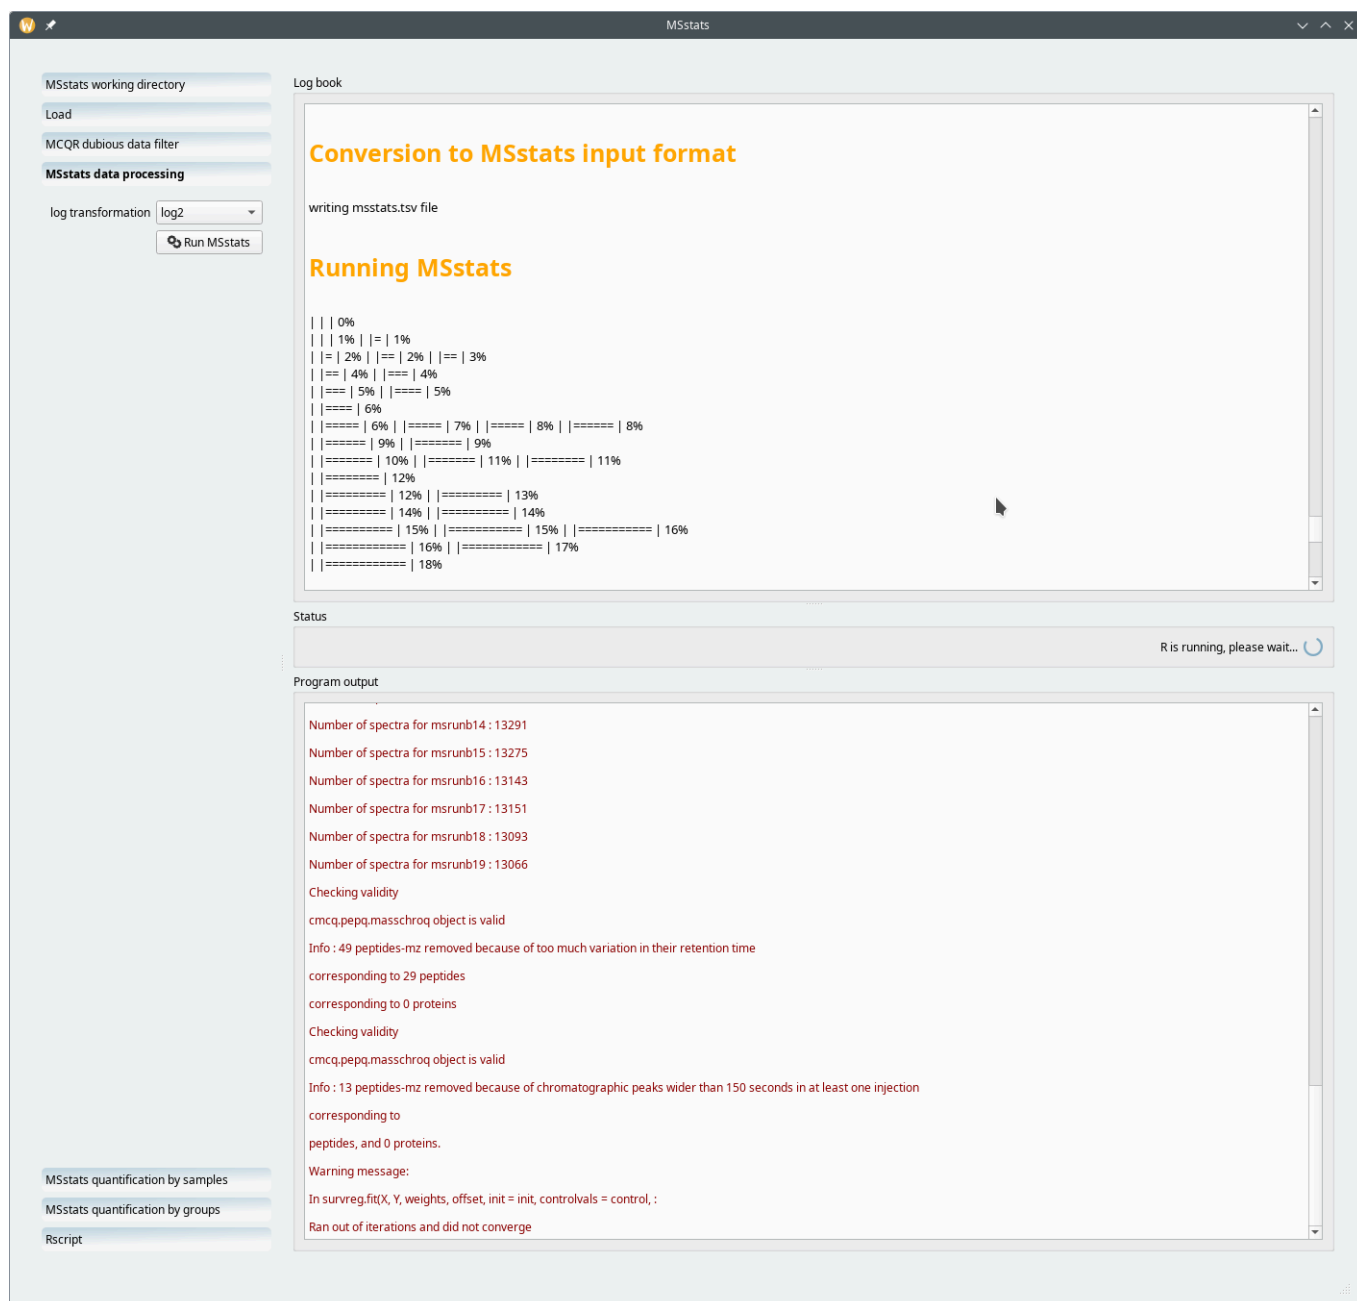 MSstats
MSstats working directory
Load
MCQR dubious data filter
MSstats data processing
log transformation log2
Run MSstats
Log book
Conversion to MSstats input format
writing msstats.tsv file
Running MSstats
| | | 0%
| | | 1% | |= | 1%
| |= | 2% | |== | 2% | |== | 3%
| |== | 4% | |=== | 4%
| |=== | 5% | |==== | 5%
| |==== | 6%
| |===== | 6% | |===== | 7% | |===== | 8% | |====== | 8%
| |====== | 9% | |======= | 9%
| |======= | 10% | |======= | 11% | |======== | 11%
| |======== | 12%
| |========= | 12% | |========= | 13%
| |========= | 14% | |========== | 14%
| |========== | 15% | |=========== | 15% | |=========== | 16%
| |============ | 16% | |============ | 17%
| |============ | 18%
Status
R is running, please wait...
Program output
Number of spectra for msrunb14 : 13291
Number of spectra for msrunb15 : 13275
Number of spectra for msrunb16 : 13143
Number of spectra for msrunb17 : 13151
Number of spectra for msrunb18 : 13093
Number of spectra for msrunb19 : 13066
Checking validity
cmcq.pepq.masschroq object is valid
Info : 49 peptides-mz removed because of too much variation in their retention time
corresponding to 29 peptides
corresponding to 0 proteins
Checking validity
cmcq.pepq.masschroq object is valid
Info : 13 peptides-mz removed because of chromatographic peaks wider than 150 seconds in at least one injection
corresponding to
peptides, and 0 proteins.
Warning message:
In survreg.fit(X, Y, weights, offset, init = init, controlvals = control, :
Ran out of iterations and did not converge
MSstats quantification by samples
MSstats quantification by groups
Rscript